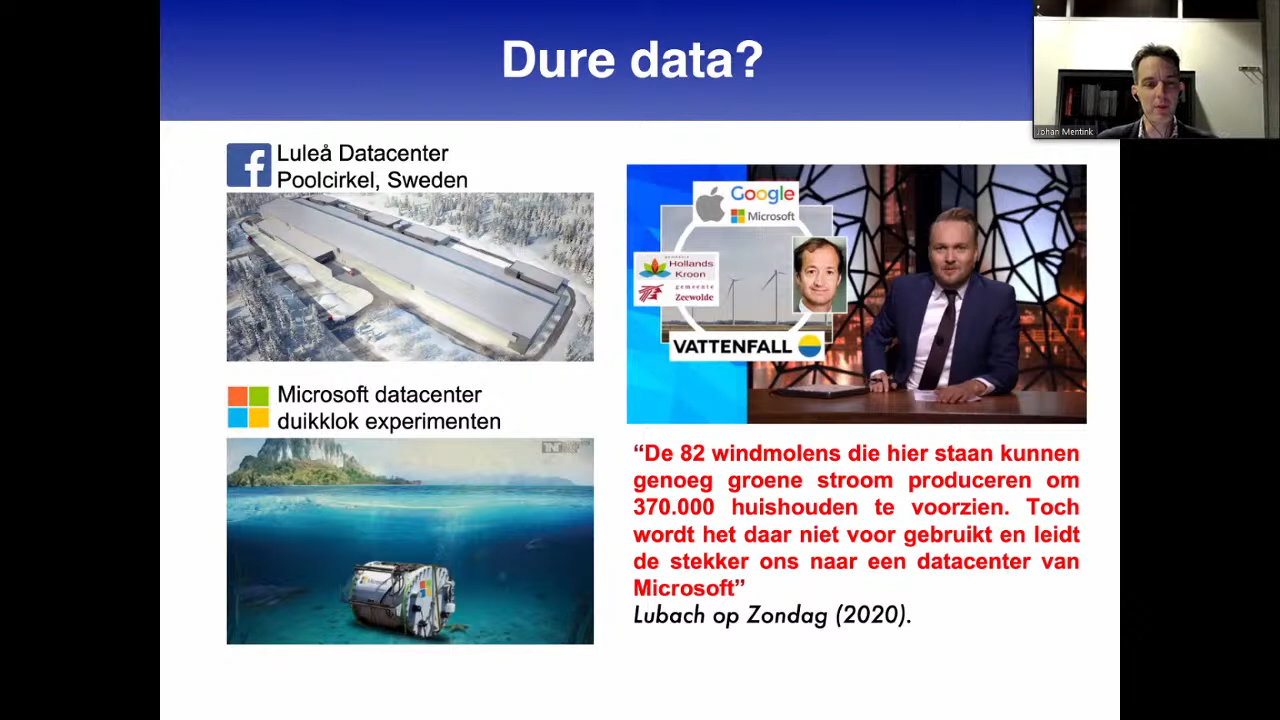 Dure data?
Johan Mentink
Luleå Datacenter
Poolcirkel, Sweden
Google
Microsoft
gemeente
Hollands
Kroon
gemeente
Zeewolde
VATTENFALL
Microsoft datacenter
duikklok experimenten
Microsoft
“De 82 windmolens die hier staan kunnen
genoeg groene stroom produceren om
370.000 huishouden te voorzien. Toch
wordt het daar niet voor gebruikt en leidt
de stekker ons naar een datacenter van
Microsoft”
Lubach op Zondag (2020).